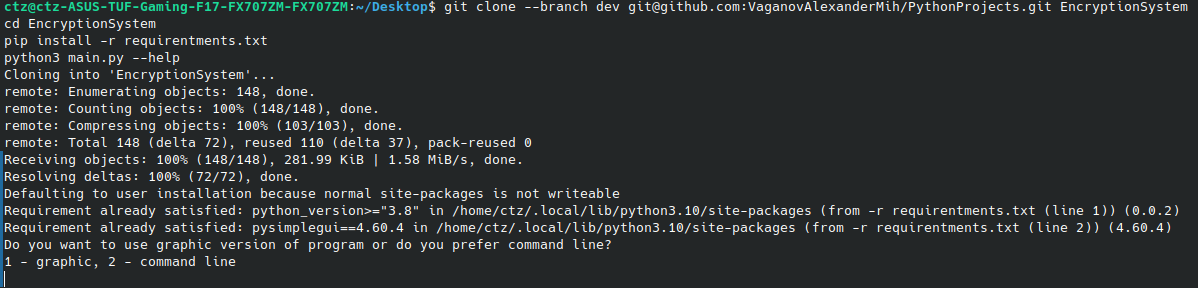 ctz@ctz-ASUS-TUF-Gaming-F17-FX707ZM-FX707ZM:~/Desktop$ git clone --branch dev git@github.com:VaganovAlexanderMih/PythonProjects.git EncryptionSystem
cd EncryptionSystem
pip install -r requirentments.txt
python3 main.py --help
Cloning into 'EncryptionSystem'...
remote: Enumerating objects: 148, done.
remote: Counting objects: 100% (148/148), done.
remote: Compressing objects: 100% (103/103), done.
remote: Total 148 (delta 72), reused 110 (delta 37), pack-reused 0
Receiving objects: 100% (148/148), 281.99 KiB | 1.58 MiB/s, done.
Resolving deltas: 100% (72/72), done.
Defaulting to user installation because normal site-packages is not writeable
Requirement already satisfied: python_version>="3.8" in /home/ctz/.local/lib/python3.10/site-packages (from -r requirentments.txt (line 1)) (0.0.2)
Requirement already satisfied: pysimplegui==4.60.4 in /home/ctz/.local/lib/python3.10/site-packages (from -r requirentments.txt (line 2)) (4.60.4)
Do you want to use graphic version of program or do you prefer command line?
1 - graphic, 2 - command line